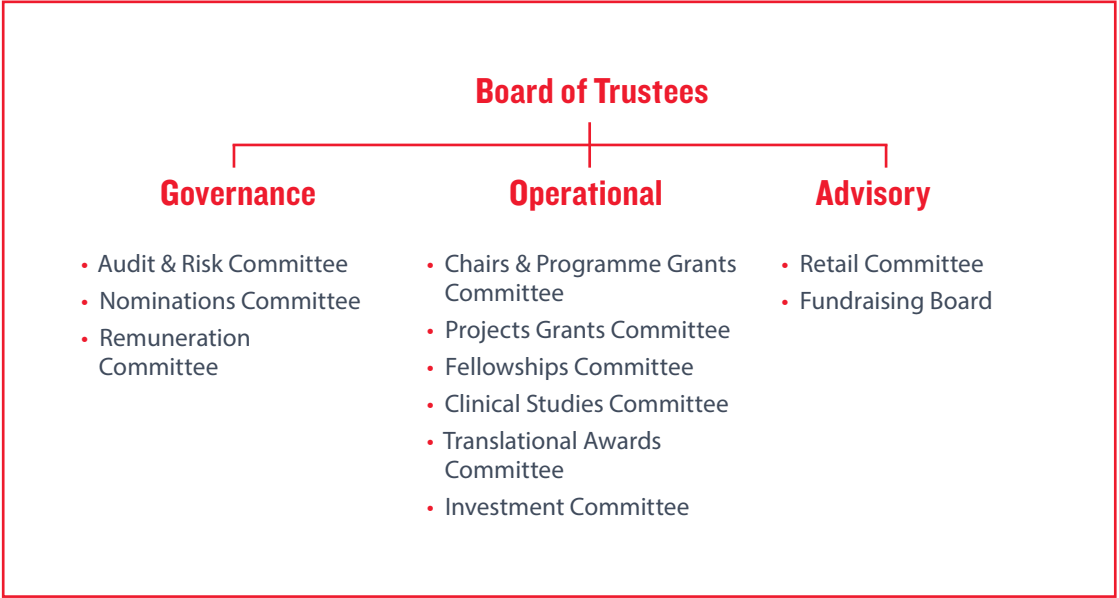 Board of Trustees
Governance
• Audit & Risk Committee
• Nominations Committee
• Remuneration
Committee
Operational
• Chairs & Programme Grants
Committee
• Projects Grants Committee
• Fellowships Committee
• Clinical Studies Committee
• Translational Awards
Committee
• Investment Committee
Advisory
• Retail Committee
• Fundraising Board